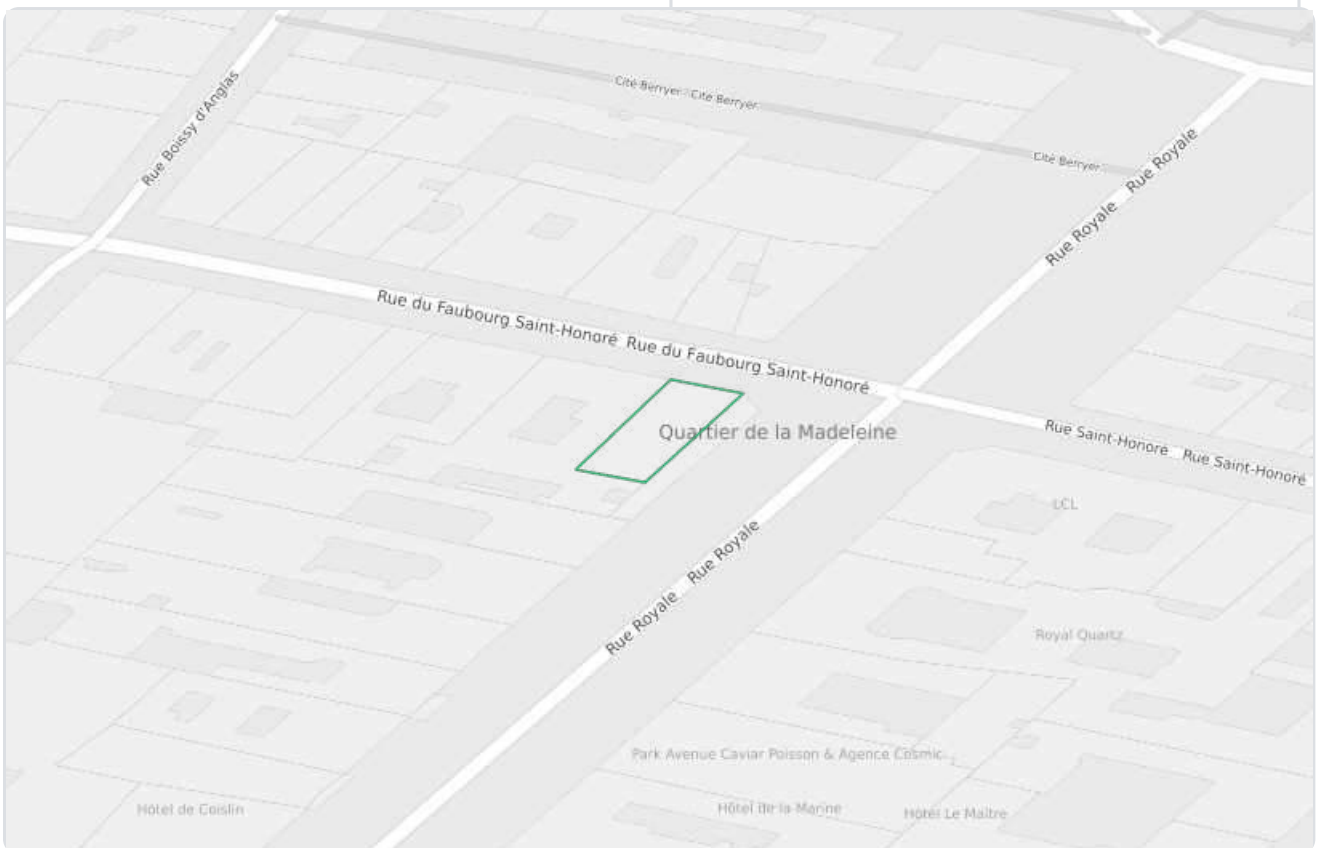 Cité Berryer Cité Berryer
Rue Boissy d'Anglas
Cité Berryer
Rue Royale
Rue Royale
Rue du Faubourg Saint-Honoré Rue du Faubourg Saint-Honoré
Quartier de la Madeleine
Rue Saint-Honoré Rue Saint-Honoré
LCL
Rue Royale
Rue Royale
Royal Quartz
Park Avenue Caviar Poisson & Agence Cosmic...
Hôtel de Coislin
Hôtel de la Marine
Hôtel Le Maître